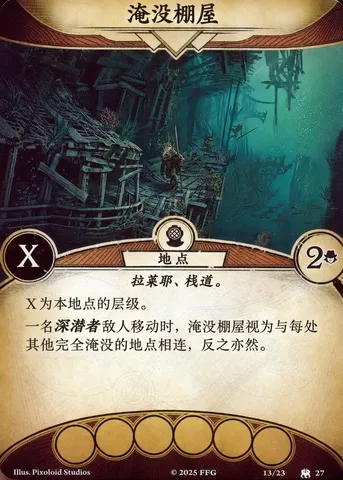 淹没棚屋
X
地点
2
拉莱耶、栈道。
X为本地点的层级。
一名深潜者敌人移动时，淹没棚屋视为与每处
其他完全淹没的地点相连，反之亦然。
Illus. Pixoloid Studios
© 2025 FFG
13/23
27